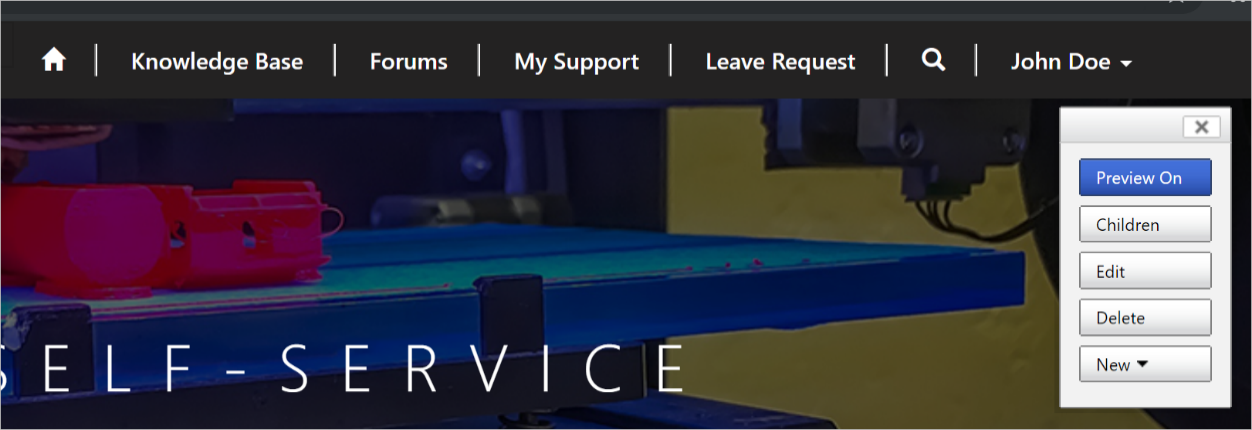 Knowledge Base
Forums
My Support
Leave Request
John Doe
Preview On
Children
Edit
Delete
New
SELF-SERVICE